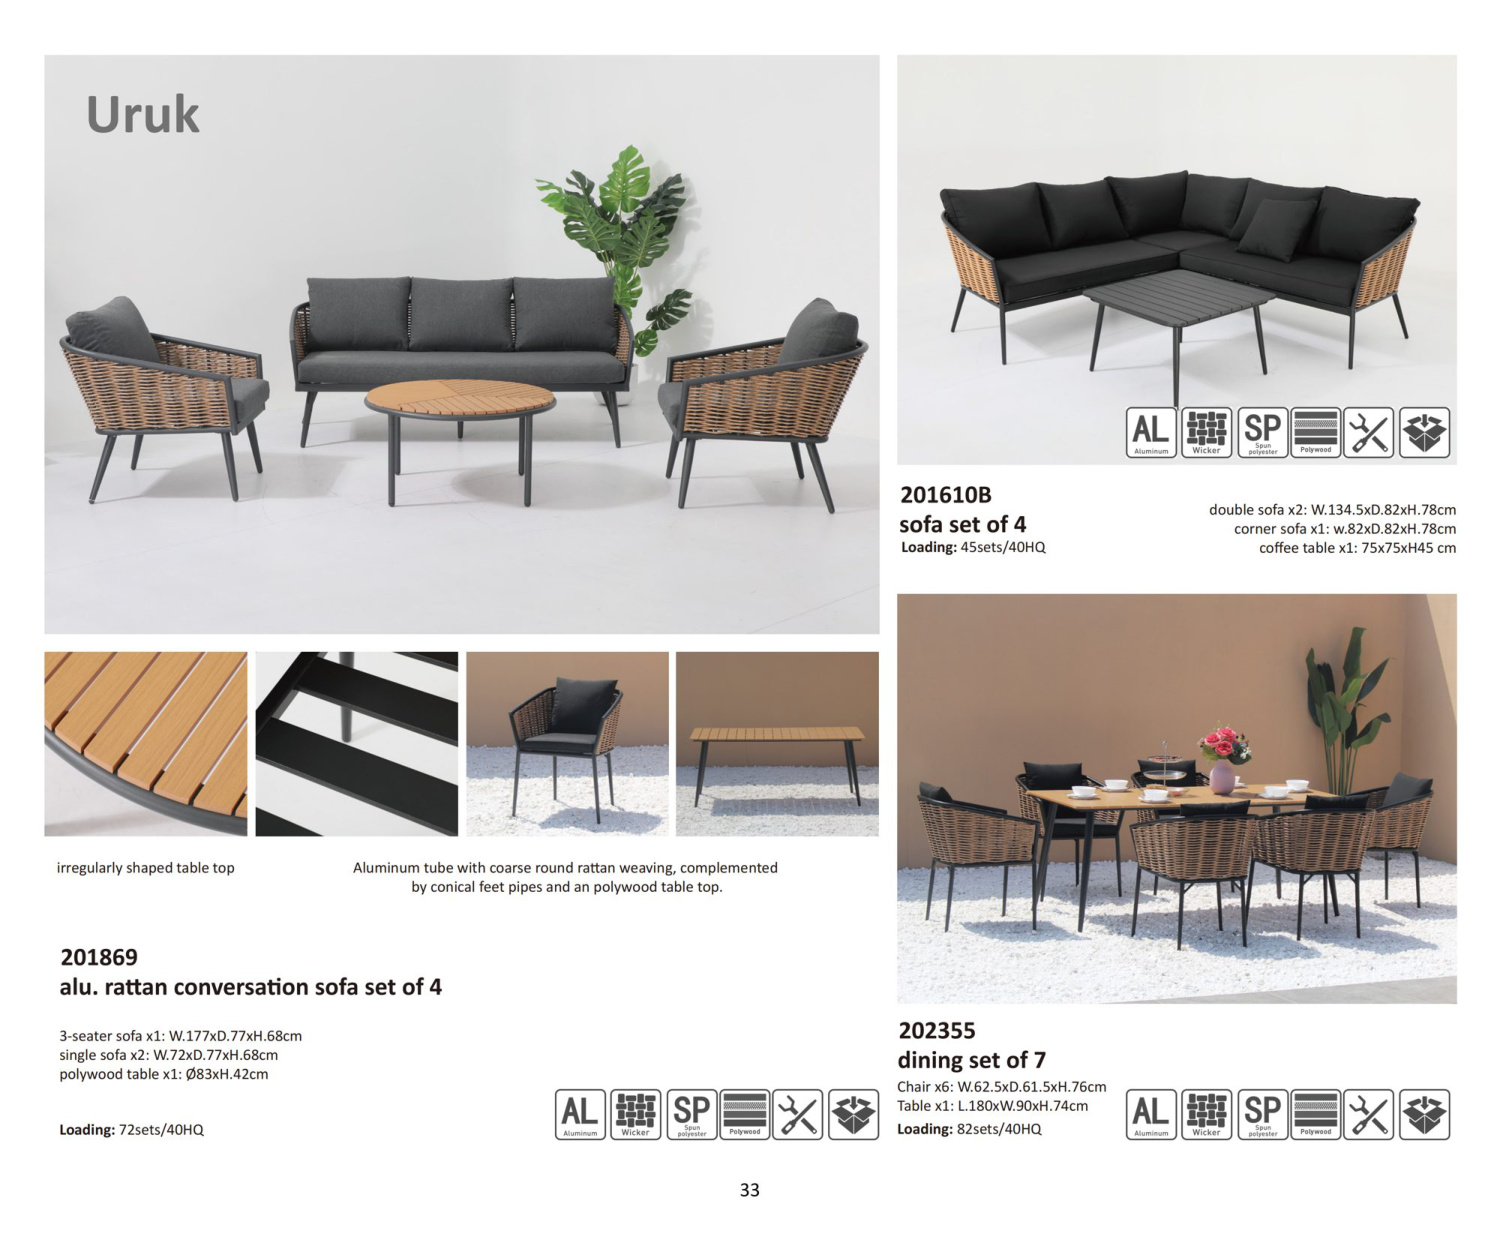 Uruk
irregularly shaped table top
Aluminum tube with coarse round rattan weaving, complemented
by conical feet pipes and an polywood table top.
201869
alu. rattan conversation sofa set of 4
3-seater sofa x1: W.177xD.77xH.68cm
single sofa x2: W.72xD.77xH.68cm
polywood table x1: Ø83xH.42cm
Loading: 72sets/40HQ
AL
Aluminum
Wicker
SP
Spun
polyester
Polywood
AL
Aluminum
Wicker
SP
Spun
polyester
Polywood
201610B
sofa set of 4
Loading: 45sets/40HQ
double sofa x2: W.134.5xD.82xH.78cm
corner sofa x1: w.82xD.82xH.78cm
coffee table x1: 75x75xH45 cm
202355
dining set of 7
Chair x6: W.62.5xD.61.5xH.76cm
Table x1: L.180xW.90xH.74cm
Loading: 82sets/40HQ
AL
Aluminum
Wicker
SP
Spun
polyester
Polywood
33